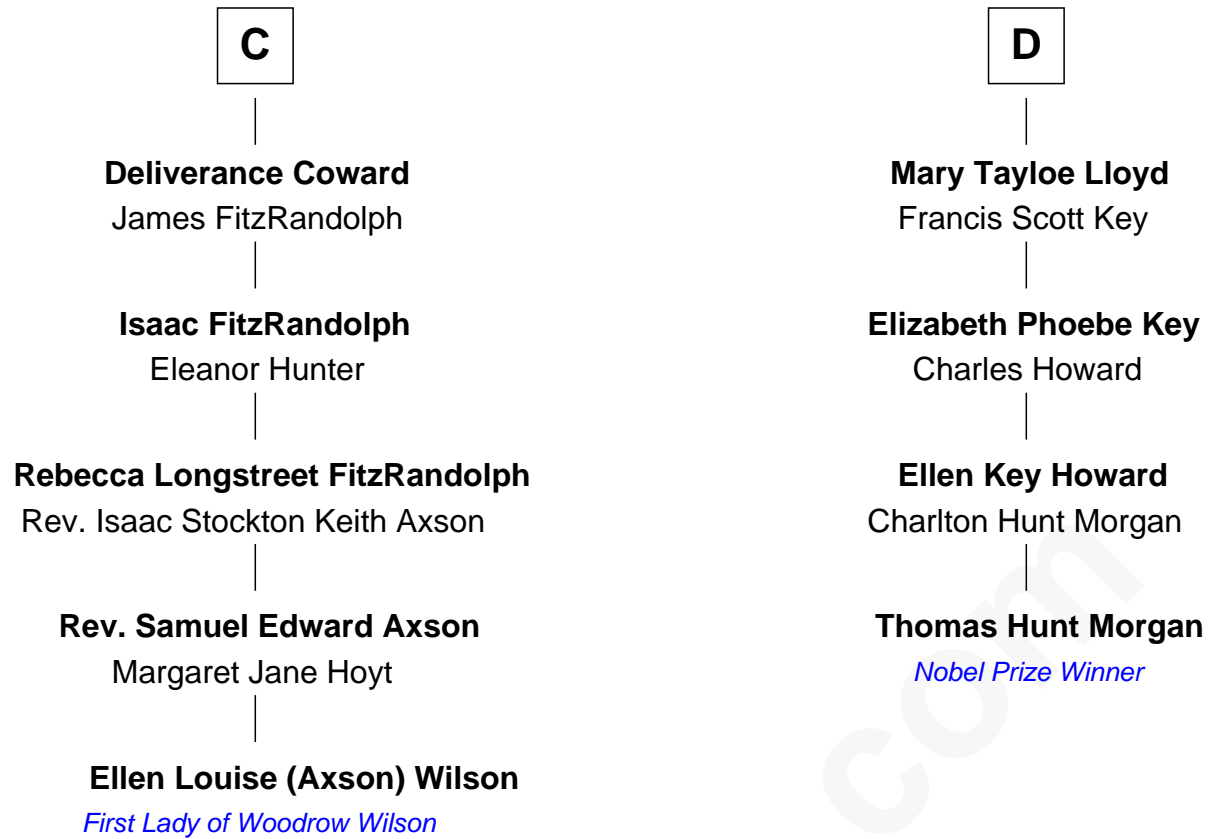 C
Deliverance Coward
James FitzRandolph
Isaac FitzRandolph
Eleanor Hunter
Rebecca Longstreet FitzRandolph
Rev. Isaac Stockton Keith Axson
Rev. Samuel Edward Axson
Margaret Jane Hoyt
Ellen Louise (Axson) Wilson
First Lady of Woodrow Wilson
D
Mary Tayloe Lloyd
Francis Scott Key
Elizabeth Phoebe Key
Charles Howard
Ellen Key Howard
Charlton Hunt Morgan
Thomas Hunt Morgan
Nobel Prize Winner
com